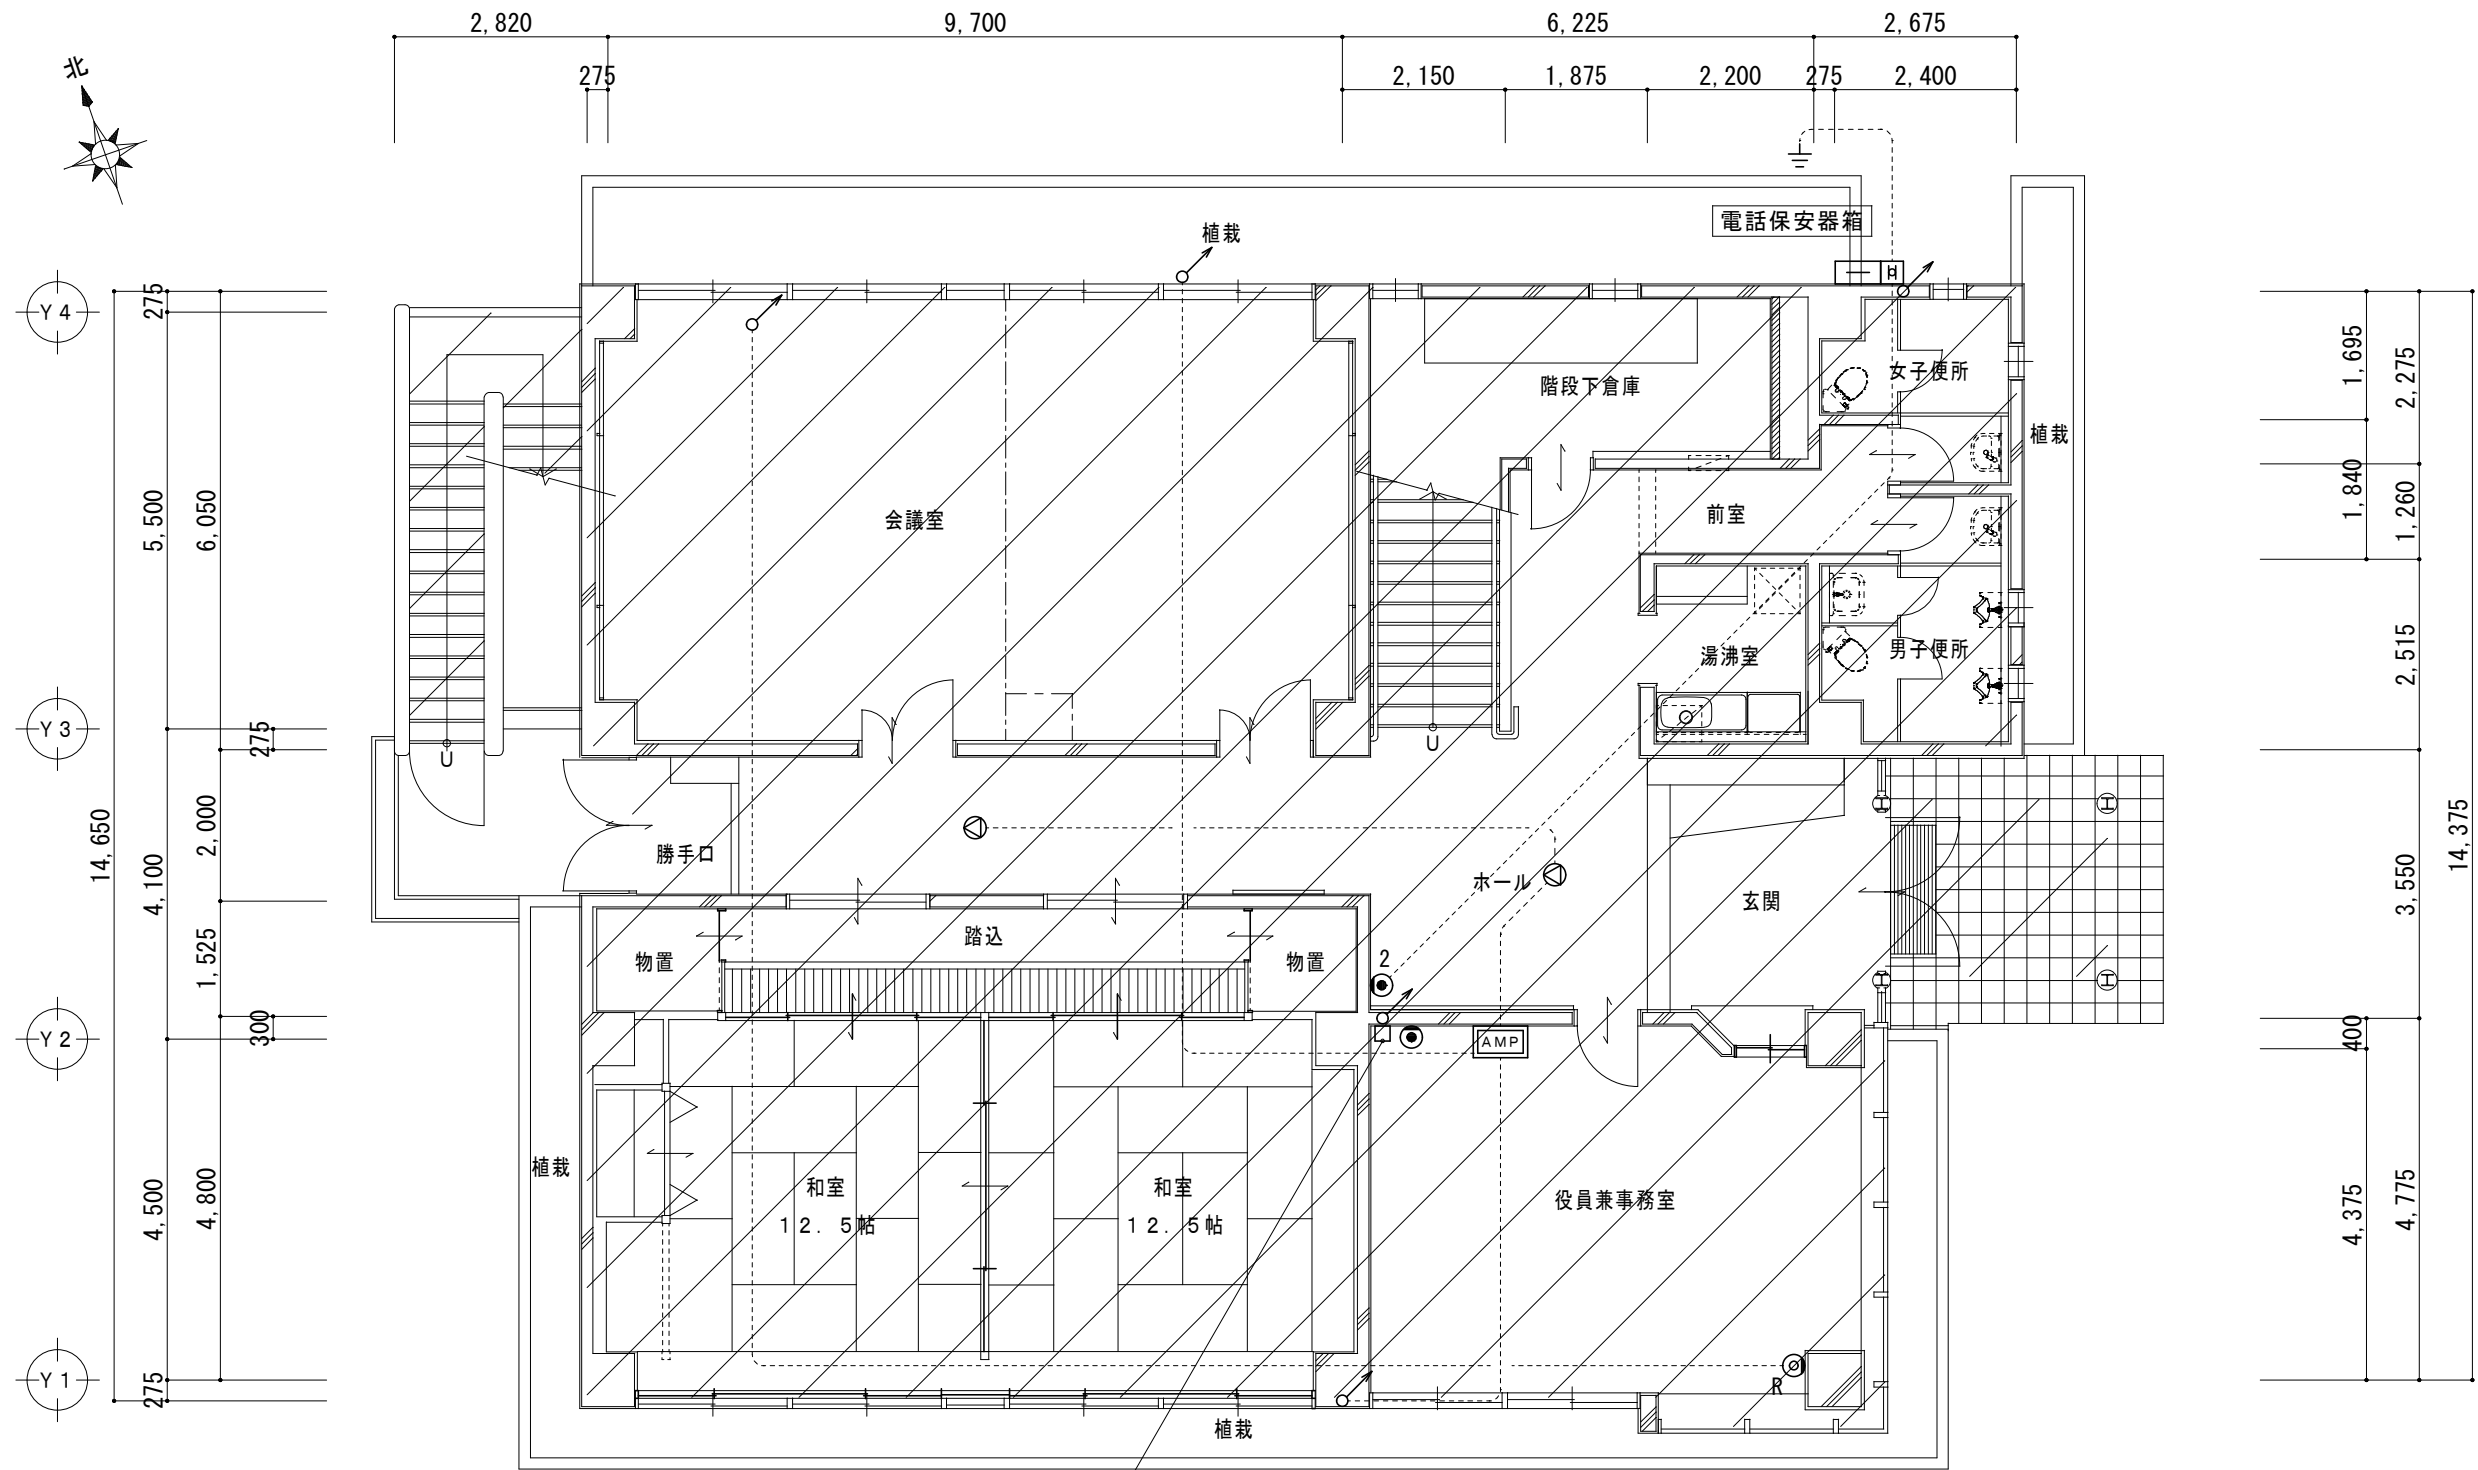 2,820
9,700
6,225
2,675
275
2,150
1,875
2,200
275
2,400
北
電話保安器箱
植栽
Y4
275
1,695
2,275
階段下倉庫
女子便所
植栽
5,500
6,050
会議室
前室
1,840
1,260
湯沸室
男子便所
2,515
Y3
275
U
U
14,650
4,100
2,000
勝手口
ホール
玄関
H
H
H
H
3,550
14,375
1,525
物置
踏込
物置
2
Y2
300
AMP
400
植栽
和室
12.5帖
和室
12.5帖
役員兼事務室
4,500
4,800
4,375
4,775
Y1
275
R
植栽